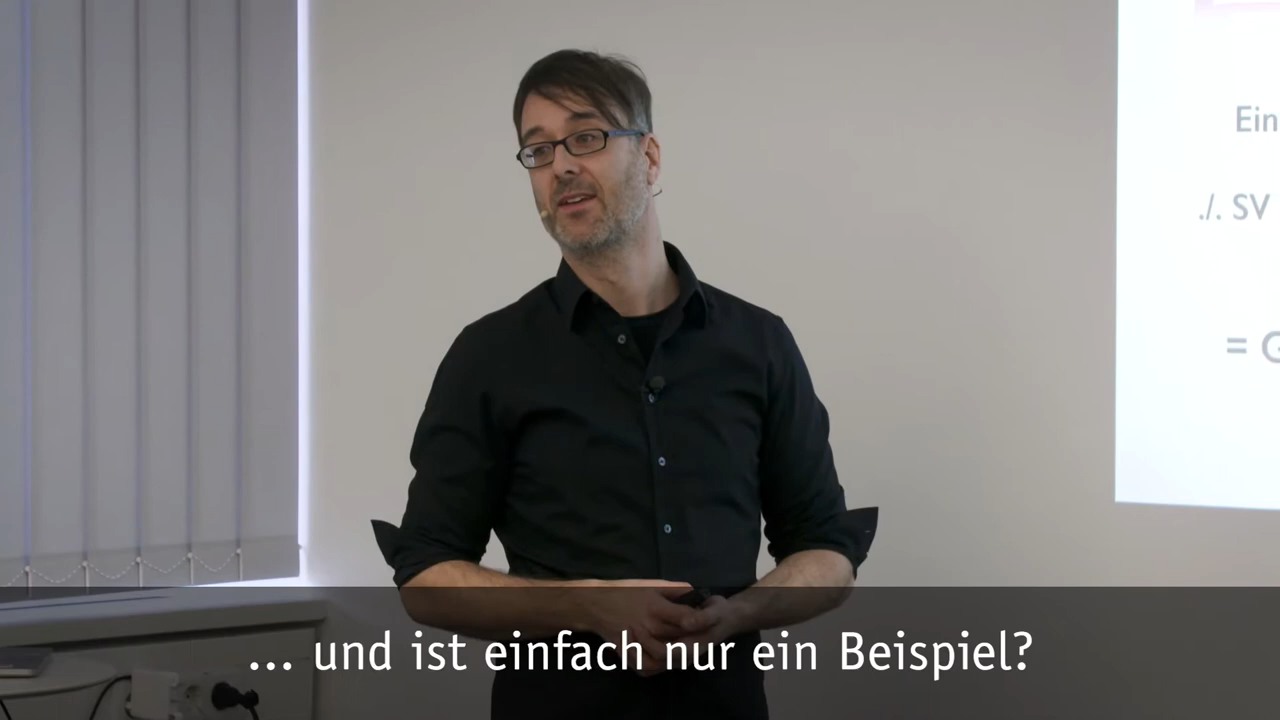 Ein
./. SV
= G
... und ist einfach nur ein Beispiel?